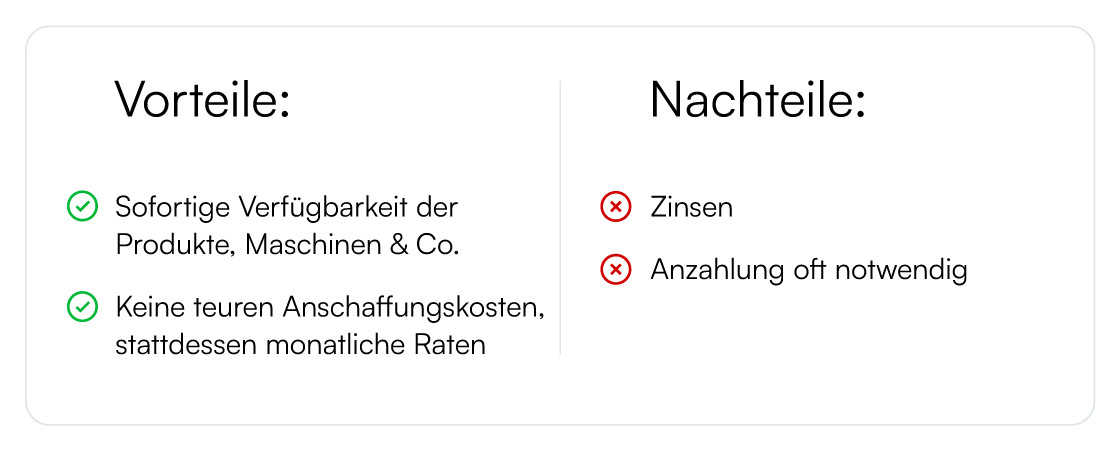 Vorteile:
Sofortige Verfügbarkeit der
Produkte, Maschinen & Co.
Keine teuren Anschaffungskosten,
stattdessen monatliche Raten
Nachteile:
Zinsen
Anzahlung oft notwendig